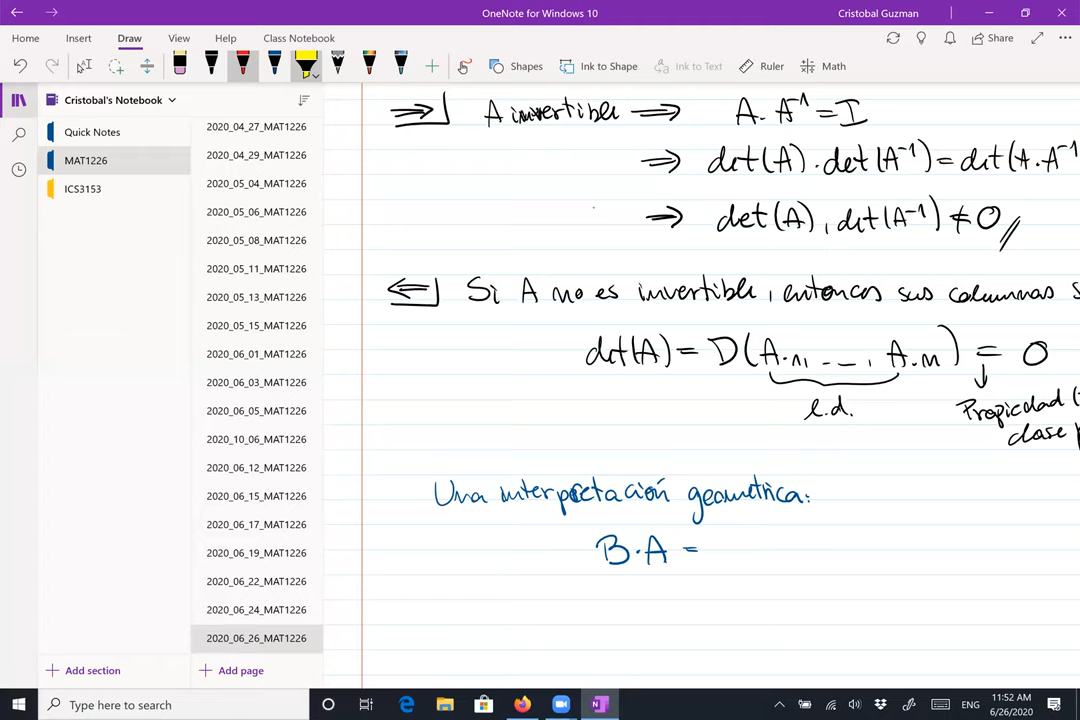 OneNote for Windows 10
Cristobal Guzman
Home Insert Draw View Help Class Notebook
Share
Shapes Ink to Shape Ink to Text Ruler Math
Cristobal's Notebook
Quick Notes
MAT1226
ICS3153
2020_04_27_MAT1226
2020_04_29_MAT1226
2020_05_04_MAT1226
2020_05_06_MAT1226
2020_05_08_MAT1226
2020_05_11_MAT1226
2020_05_13_MAT1226
2020_05_15_MAT1226
2020_06_01_MAT1226
2020_06_03_MAT1226
2020_06_05_MAT1226
2020_10_06_MAT1226
2020_06_12_MAT1226
2020_06_15_MAT1226
2020_06_17_MAT1226
2020_06_19_MAT1226
2020_06_22_MAT1226
2020_06_24_MAT1226
2020_06_26_MAT1226
Add section
Add page
⇒] A invertible ⇒ A·A⁻¹ = I
⇒ det(A)·det(A⁻¹) = det(A·A⁻¹
⇒ det(A), det(A⁻¹) ≠ 0 //
⇐] Si A no es invertible, entonces sus columnas s
det(A) = D(A.₁, ..., A.n) = 0
l.d.
↓
Propiedad (
clase p
Una interpretación geométrica:
B·A =
Type here to search
ENG
11:52 AM
6/26/2020